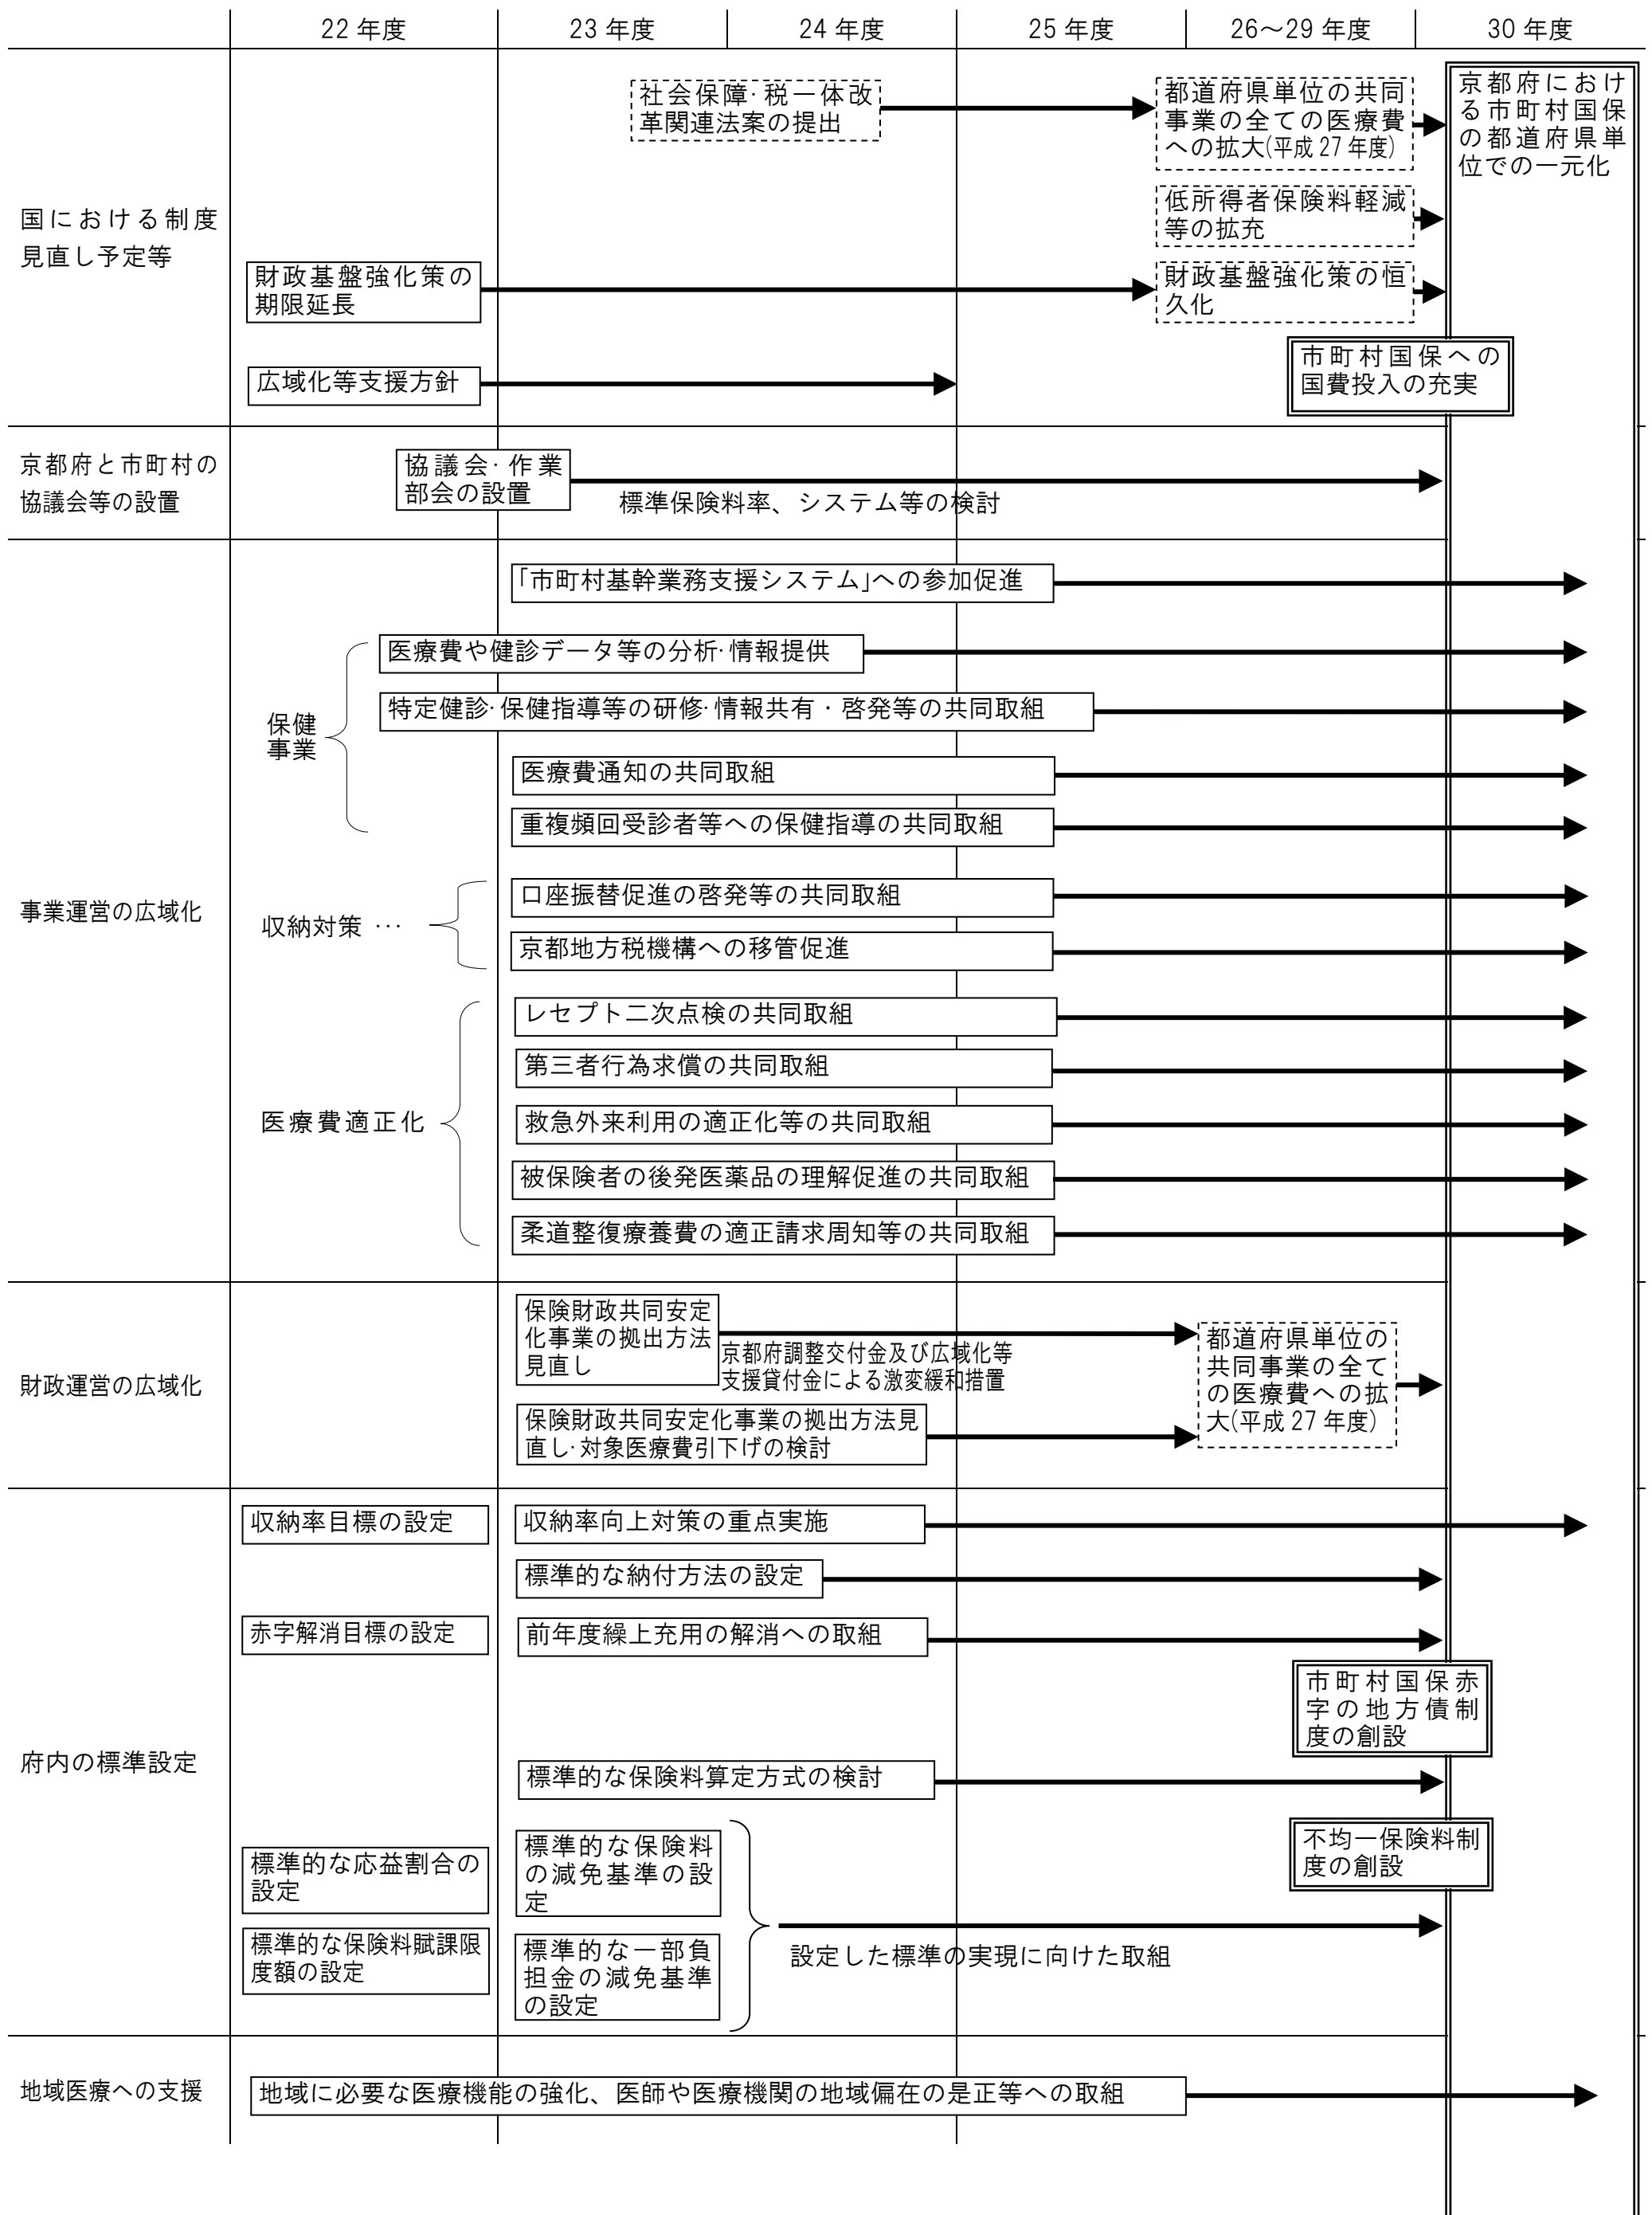 22 年度
23 年度
24 年度
25 年度
26～29 年度
30 年度
国における制度
見直し予定等
社会保障･税一体改
革関連法案の提出
都道府県単位の共同
事業の全ての医療費
への拡大(平成 27 年度)
京都府におけ
る市町村国保
の都道府県単
位での一元化
低所得者保険料軽減
等の拡充
財政基盤強化策の
期限延長
財政基盤強化策の恒
久化
広域化等支援方針
市町村国保への
国費投入の充実
京都府と市町村の
協議会等の設置
協議会･作業
部会の設置
標準保険料率、システム等の検討
事業運営の広域化
｢市町村基幹業務支援システム｣への参加促進
保健
事業
医療費や健診データ等の分析･情報提供
特定健診･保健指導等の研修･情報共有・啓発等の共同取組
医療費通知の共同取組
重複頻回受診者等への保健指導の共同取組
収納対策 …
口座振替促進の啓発等の共同取組
京都地方税機構への移管促進
医療費適正化
レセプト二次点検の共同取組
第三者行為求償の共同取組
救急外来利用の適正化等の共同取組
被保険者の後発医薬品の理解促進の共同取組
柔道整復療養費の適正請求周知等の共同取組
財政運営の広域化
保険財政共同安定
化事業の拠出方法
見直し
京都府調整交付金及び広域化等
支援貸付金による激変緩和措置
都道府県単位の
共同事業の全て
の医療費への拡
大(平成 27 年度)
保険財政共同安定化事業の拠出方法見
直し･対象医療費引下げの検討
府内の標準設定
収納率目標の設定
収納率向上対策の重点実施
標準的な納付方法の設定
赤字解消目標の設定
前年度繰上充用の解消への取組
市町村国保赤
字の地方債制
度の創設
標準的な保険料算定方式の検討
不均一保険料制
度の創設
標準的な応益割合の
設定
標準的な保険料
の減免基準の設
定
標準的な保険料賦課限
度額の設定
標準的な一部負
担金の減免基準
の設定
設定した標準の実現に向けた取組
地域医療への支援
地域に必要な医療機能の強化、医師や医療機関の地域偏在の是正等への取組